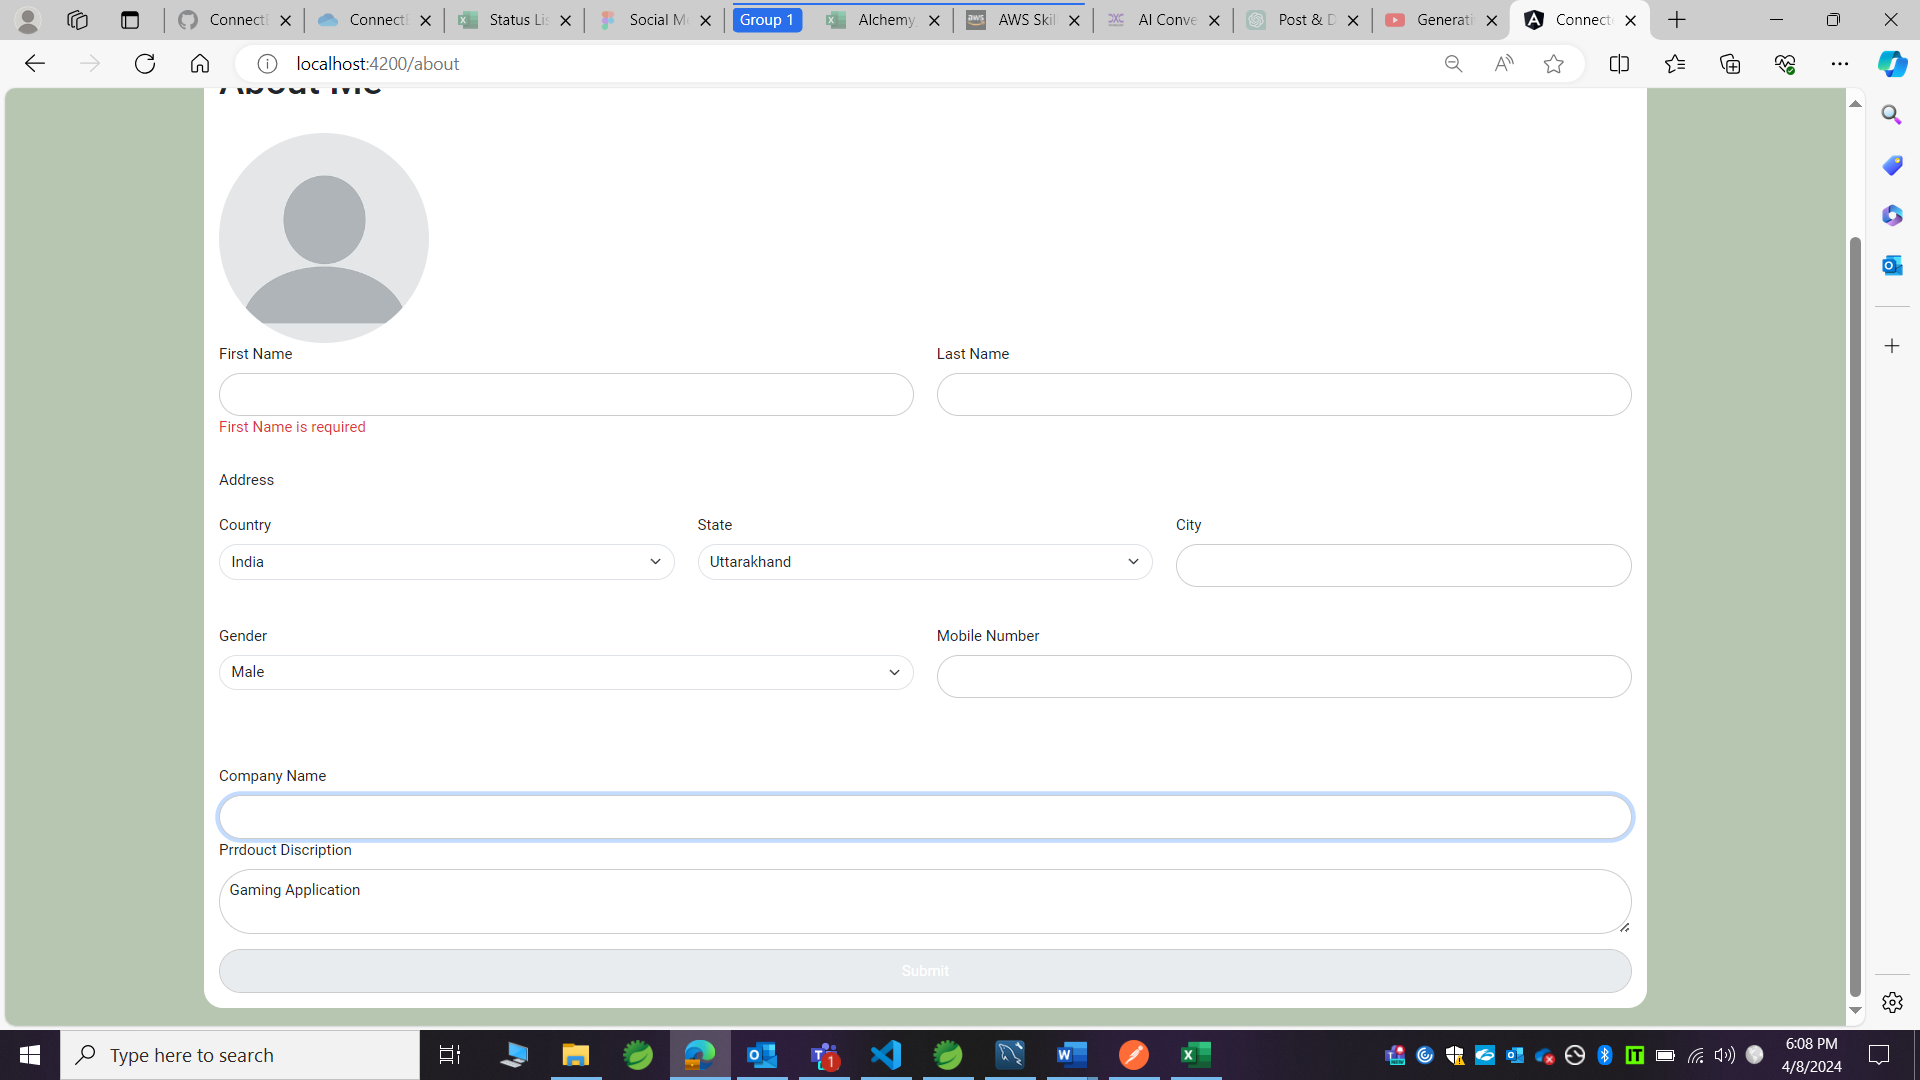 Connect
Connect
Status Lis
Social M
Group 1
Alchemy
AWS Skil
AI Conve
Post & D
Generati
Connect
localhost:4200/about
About Me
First Name
Last Name
First Name is required
Address
Country
State
City
India
Uttarakhand
Gender
Mobile Number
Male
Company Name
Prrdouct Discription
Gaming Application
Submit
Type here to search
6:08 PM
4/8/2024